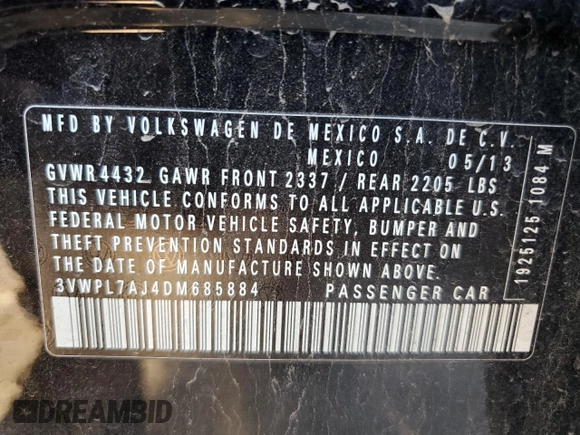 MFD BY VOLKSWAGEN DE MEXICO S.A. DE C.V.
MEXICO 05/13
GVWR 4432 GAWR FRONT 2337 / REAR 2205 LBS
THIS VEHICLE CONFORMS TO ALL APPLICABLE U.S.
FEDERAL MOTOR VEHICLE SAFETY, BUMPER AND
THEFT PREVENTION STANDARDS IN EFFECT ON
THE DATE OF MANUFACTURE SHOWN ABOVE.
3VWPL7AJ4DM685884 PASSENGER CAR
1925125 1084 M
DREAMBID